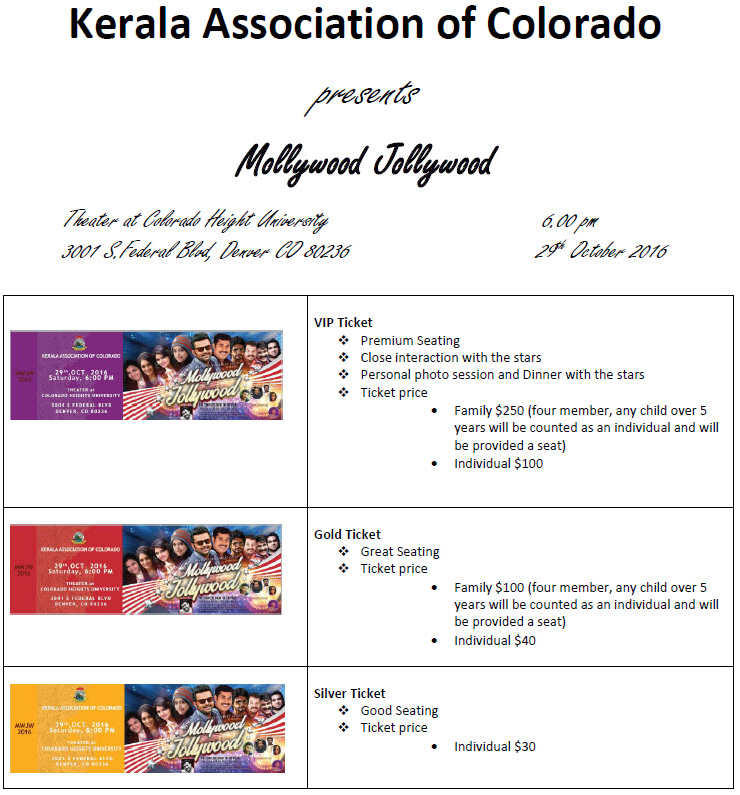 Kerala Association of Colorado
presents
Mollywood Jollywood
Theater at Colorado Height University
6.00 pm
3001 S.Federal Blvd, Denver CO 80236
29th October 2016
KERALA ASSOCIATION OF COLORADO
29th.OCT. 2016
Saturday, 6:00 PM
THEATER at
COLORADO HEIGHTS UNIVERSITY
3001 S FEDERAL BLVD
DENVER, CO 80236
Mollywood
Jollywood
VIP Ticket
❖ Premium Seating
❖ Close interaction with the stars
❖ Personal photo session and Dinner with the stars
❖ Ticket price
• Family $250 (four member, any child over 5
years will be counted as an individual and will
be provided a seat)
• Individual $100
MWJW
2016
KERALA ASSOCIATION OF COLORADO
29th.OCT. 2016
Saturday, 6:00 PM
THEATER at
COLORADO HEIGHTS UNIVERSITY
3001 S FEDERAL BLVD
DENVER, CO 80236
Mollywood
Jollywood
Gold Ticket
❖ Great Seating
❖ Ticket price
• Family $100 (four member, any child over 5
years will be counted as an individual and will
be provided a seat)
• Individual $40
MWJW
2016
KERALA ASSOCIATION OF COLORADO
29th.OCT. 2016
Saturday, 6:00 PM
THEATER at
COLORADO HEIGHTS UNIVERSITY
3001 S FEDERAL BLVD
DENVER, CO 80236
Mollywood
Jollywood
Silver Ticket
❖ Good Seating
❖ Ticket price
• Individual $30